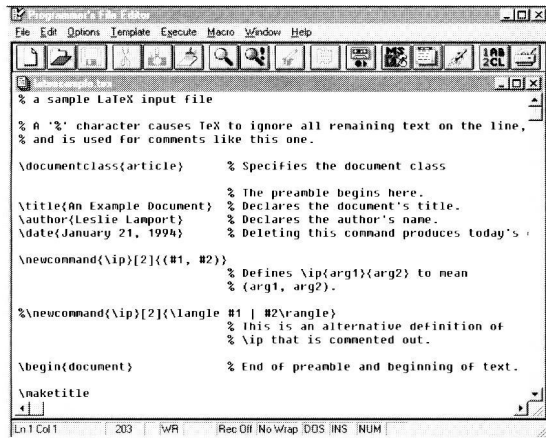 Programmer's File Editor
File Edit Options Template Execute Macro Window Help
MS 1AB
2CL
% a sample LaTeX input file
% A '%' character causes TeX to ignore all remaining text on the line,
% and is used for comments like this one.
\documentclass{article} % Specifies the document class
% The preamble begins here.
\title{An Example Document} % Declares the document's title.
\author{Leslie Lamport} % Declares the author's name.
\date{January 21, 1994} % Deleting this command produces today's
\newcommand{\ip}[2]{(#1, #2)}
% Defines \ip{arg1}{arg2} to mean
% (arg1, arg2).
%\newcommand{\ip}[2]{\langle #1 | #2\rangle}
% This is an alternative definition of
% \ip that is commented out.
\begin{document} % End of preamble and beginning of text.
\maketitle
Ln 1 Col 1 203 WR Rec Off No Wrap DOS INS NUM